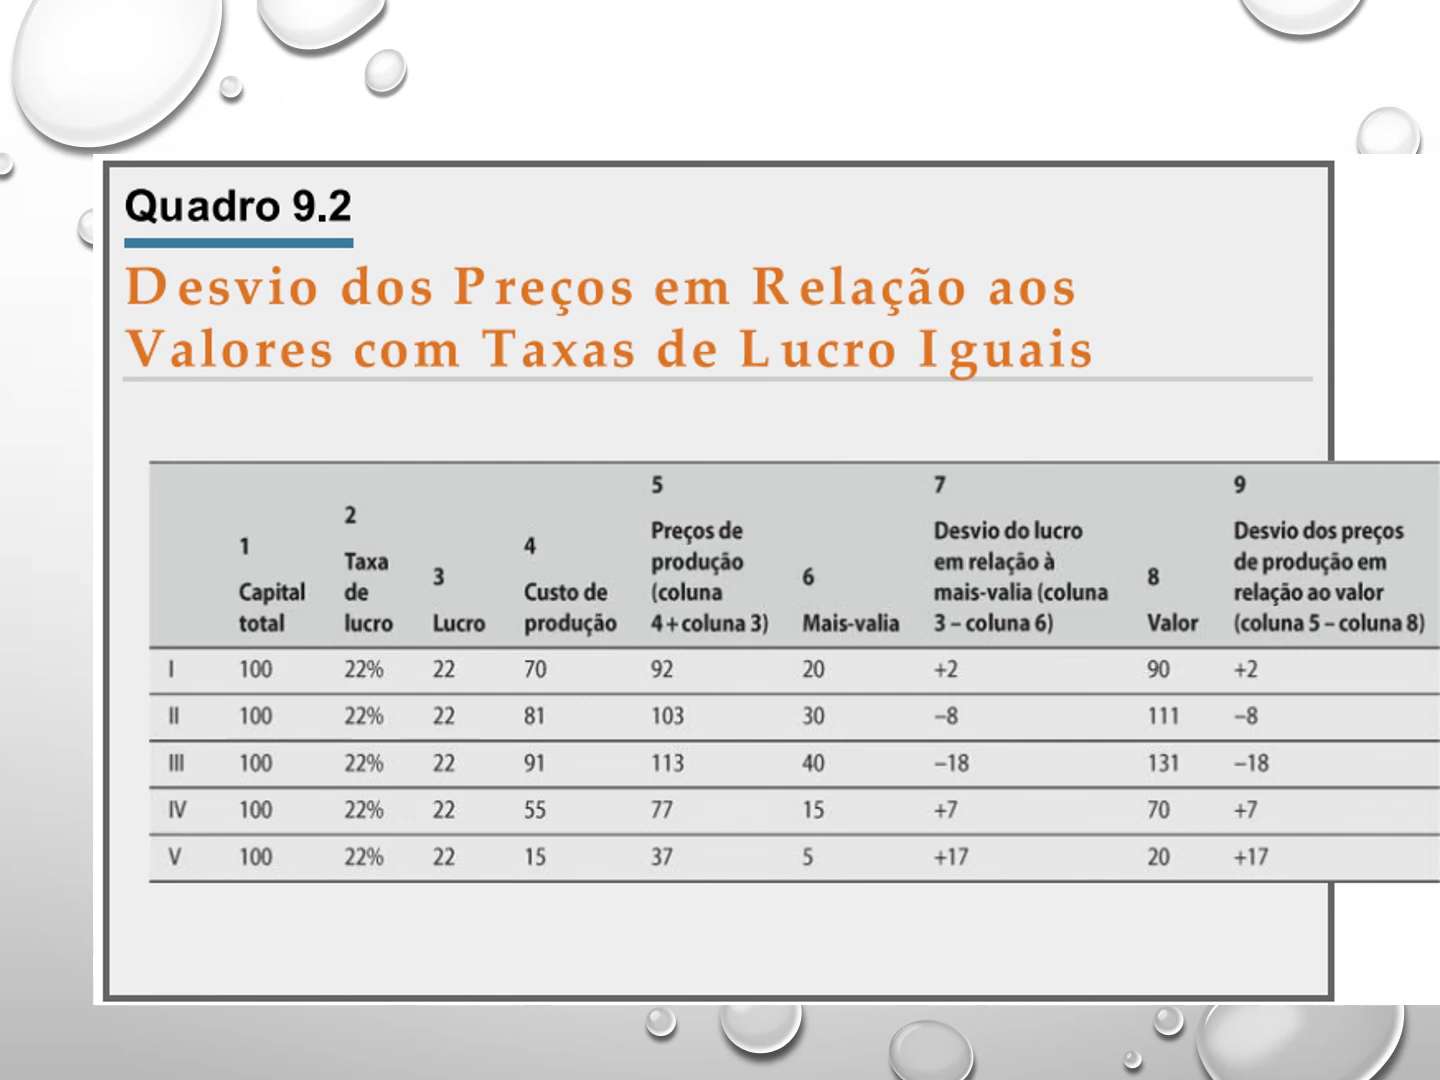 Quadro 9.2
Desvio dos Preços em Relação aos
Valores com Taxas de Lucro Iguais
1 Capital total
2 Taxa de lucro
3 Lucro
4 Custo de produção
5 Preços de produção (coluna 4 + coluna 3)
6 Mais-valia
7 Desvio do lucro em relação à mais-valia (coluna 3 – coluna 6)
8 Valor
9 Desvio dos preços de produção em relação ao valor (coluna 5 – coluna 8)
I 100 22% 22 70 92 20 +2 90 +2
II 100 22% 22 81 103 30 –8 111 –8
III 100 22% 22 91 113 40 –18 131 –18
IV 100 22% 22 55 77 15 +7 70 +7
V 100 22% 22 15 37 5 +17 20 +17